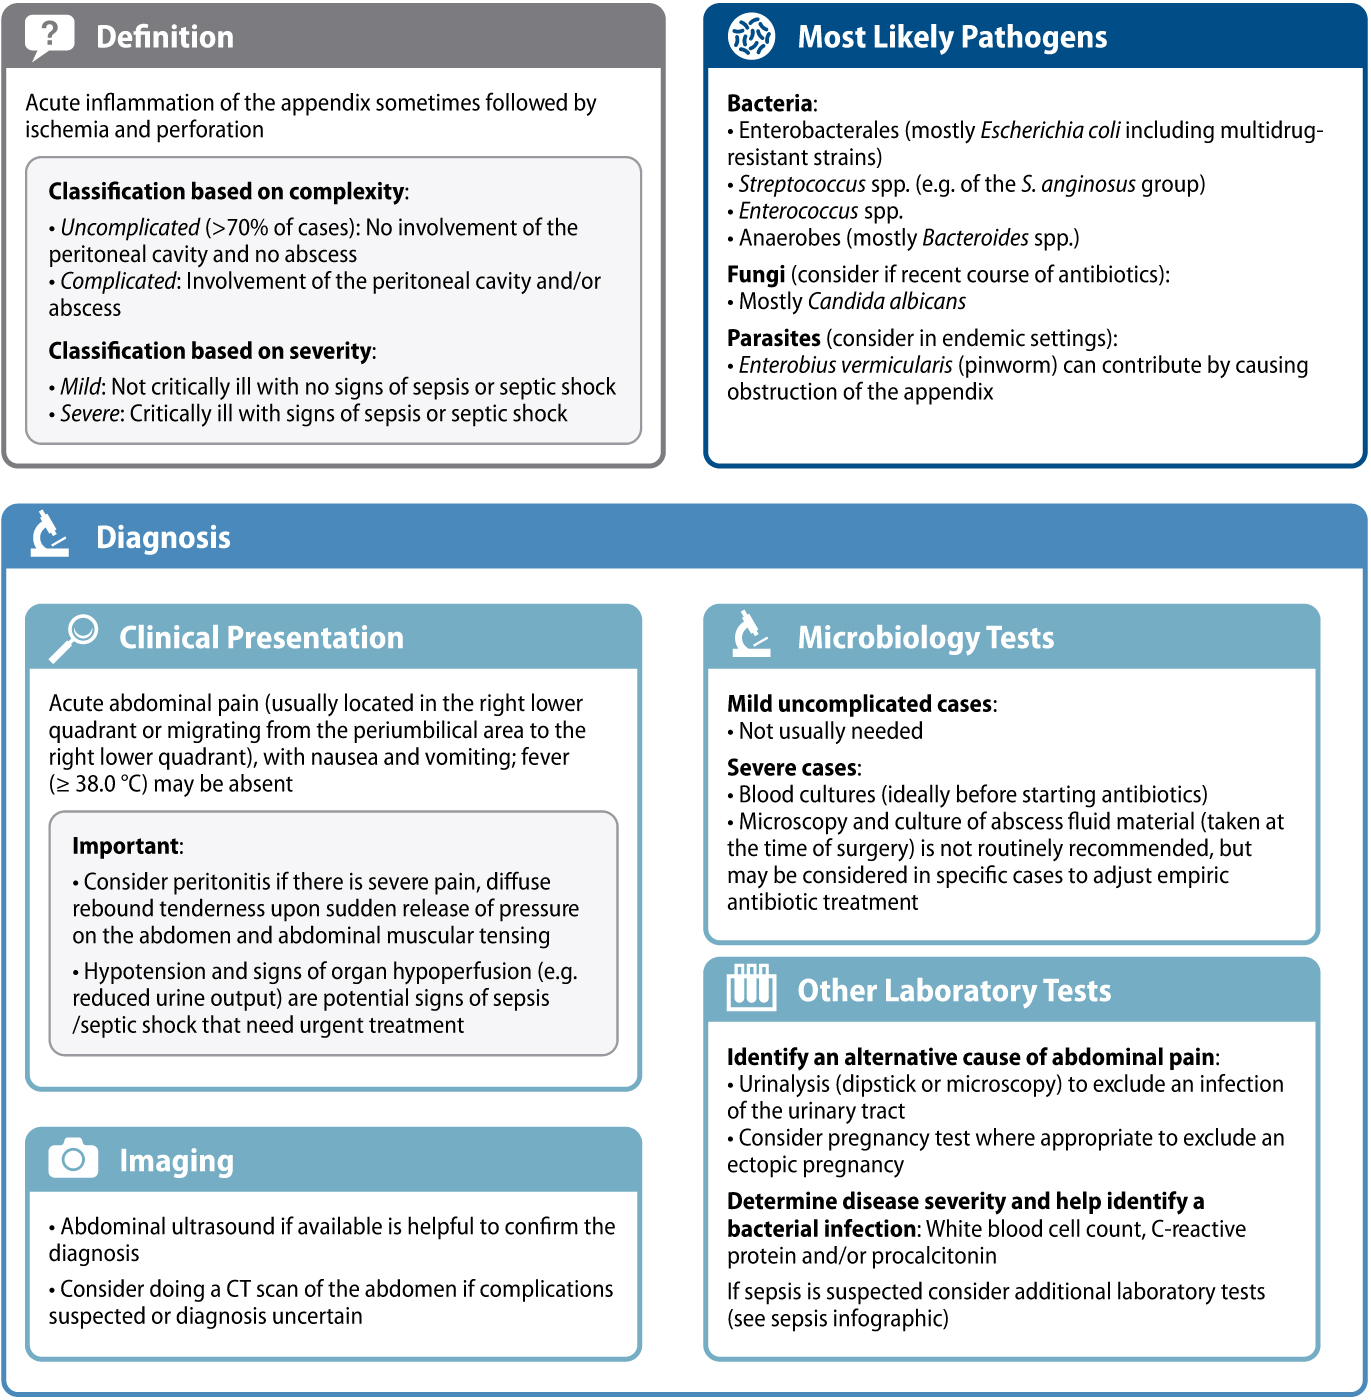 Definition
Acute inflammation of the appendix sometimes followed by
ischemia and perforation
Classification based on complexity:
• Uncomplicated (>70% of cases): No involvement of the
peritoneal cavity and no abscess
• Complicated: Involvement of the peritoneal cavity and/or
abscess
Classification based on severity:
• Mild: Not critically ill with no signs of sepsis or septic shock
• Severe: Critically ill with signs of sepsis or septic shock
Most Likely Pathogens
Bacteria:
• Enterobacterales (mostly Escherichia coli including multidrug-
resistant strains)
• Streptococcus spp. (e.g. of the S. anginosus group)
• Enterococcus spp.
• Anaerobes (mostly Bacteroides spp.)
Fungi (consider if recent course of antibiotics):
• Mostly Candida albicans
Parasites (consider in endemic settings):
• Enterobius vermicularis (pinworm) can contribute by causing
obstruction of the appendix
Diagnosis
Clinical Presentation
Acute abdominal pain (usually located in the right lower
quadrant or migrating from the periumbilical area to the
right lower quadrant), with nausea and vomiting; fever
(≥ 38.0 °C) may be absent
Important:
• Consider peritonitis if there is severe pain, diffuse
rebound tenderness upon sudden release of pressure
on the abdomen and abdominal muscular tensing
• Hypotension and signs of organ hypoperfusion (e.g.
reduced urine output) are potential signs of sepsis
/septic shock that need urgent treatment
Imaging
• Abdominal ultrasound if available is helpful to confirm the
diagnosis
• Consider doing a CT scan of the abdomen if complications
suspected or diagnosis uncertain
Microbiology Tests
Mild uncomplicated cases:
• Not usually needed
Severe cases:
• Blood cultures (ideally before starting antibiotics)
• Microscopy and culture of abscess fluid material (taken at
the time of surgery) is not routinely recommended, but
may be considered in specific cases to adjust empiric
antibiotic treatment
Other Laboratory Tests
Identify an alternative cause of abdominal pain:
• Urinalysis (dipstick or microscopy) to exclude an infection
of the urinary tract
• Consider pregnancy test where appropriate to exclude an
ectopic pregnancy
Determine disease severity and help identify a
bacterial infection: White blood cell count, C-reactive
protein and/or procalcitonin
If sepsis is suspected consider additional laboratory tests
(see sepsis infographic)